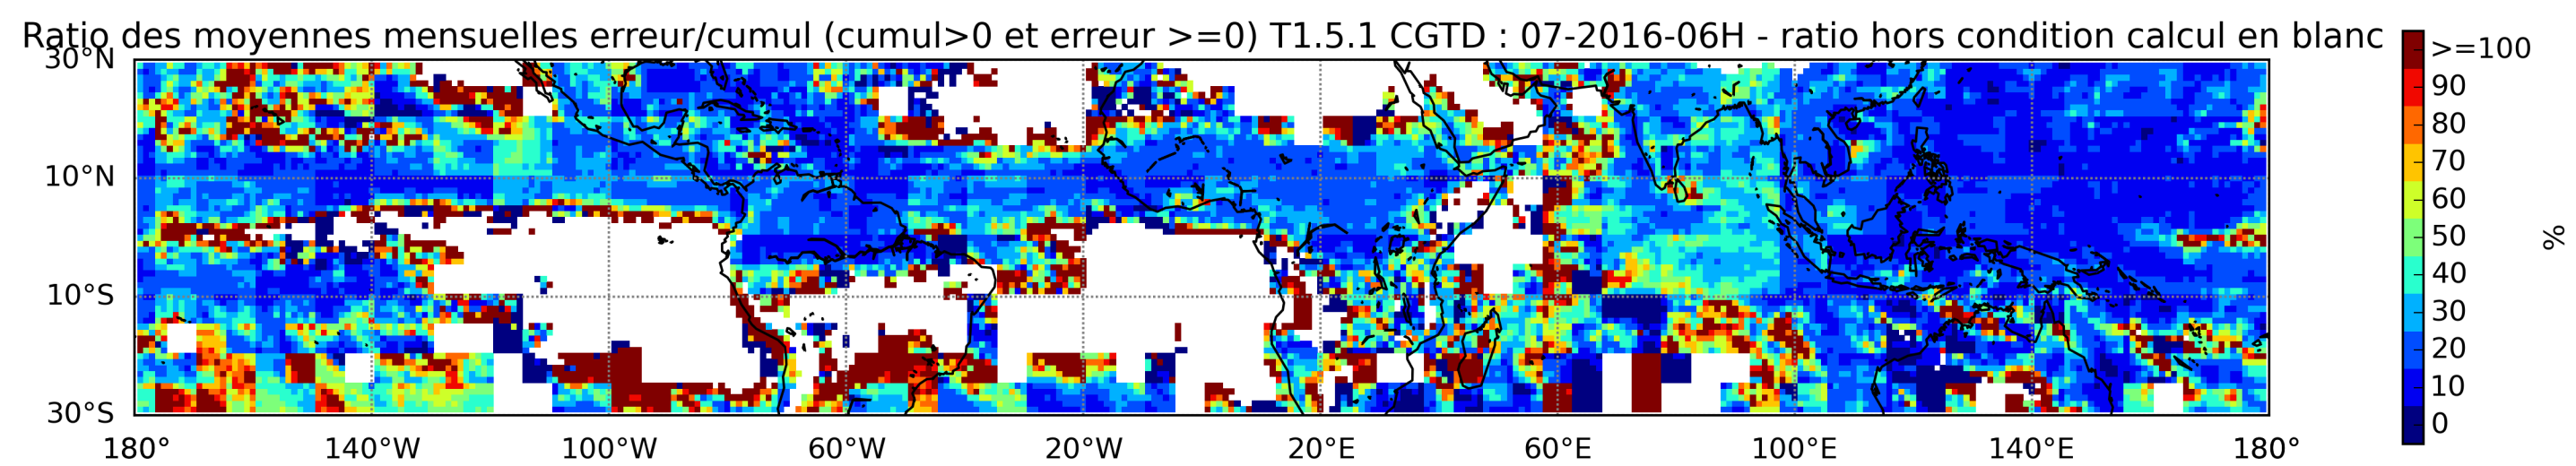 Ratio des moyennes mensuelles erreur/cumul (cumul>0 et erreur >=0) T1.5.1 CGTD : 07-2016-06H - ratio hors condition calcul en blanc
30°N
10°N
10°S
30°S
180° 140°W 100°W 60°W 20°W 20°E 60°E 100°E 140°E 180°
>=100
90
80
70
60
50
40
30
20
10
0
%